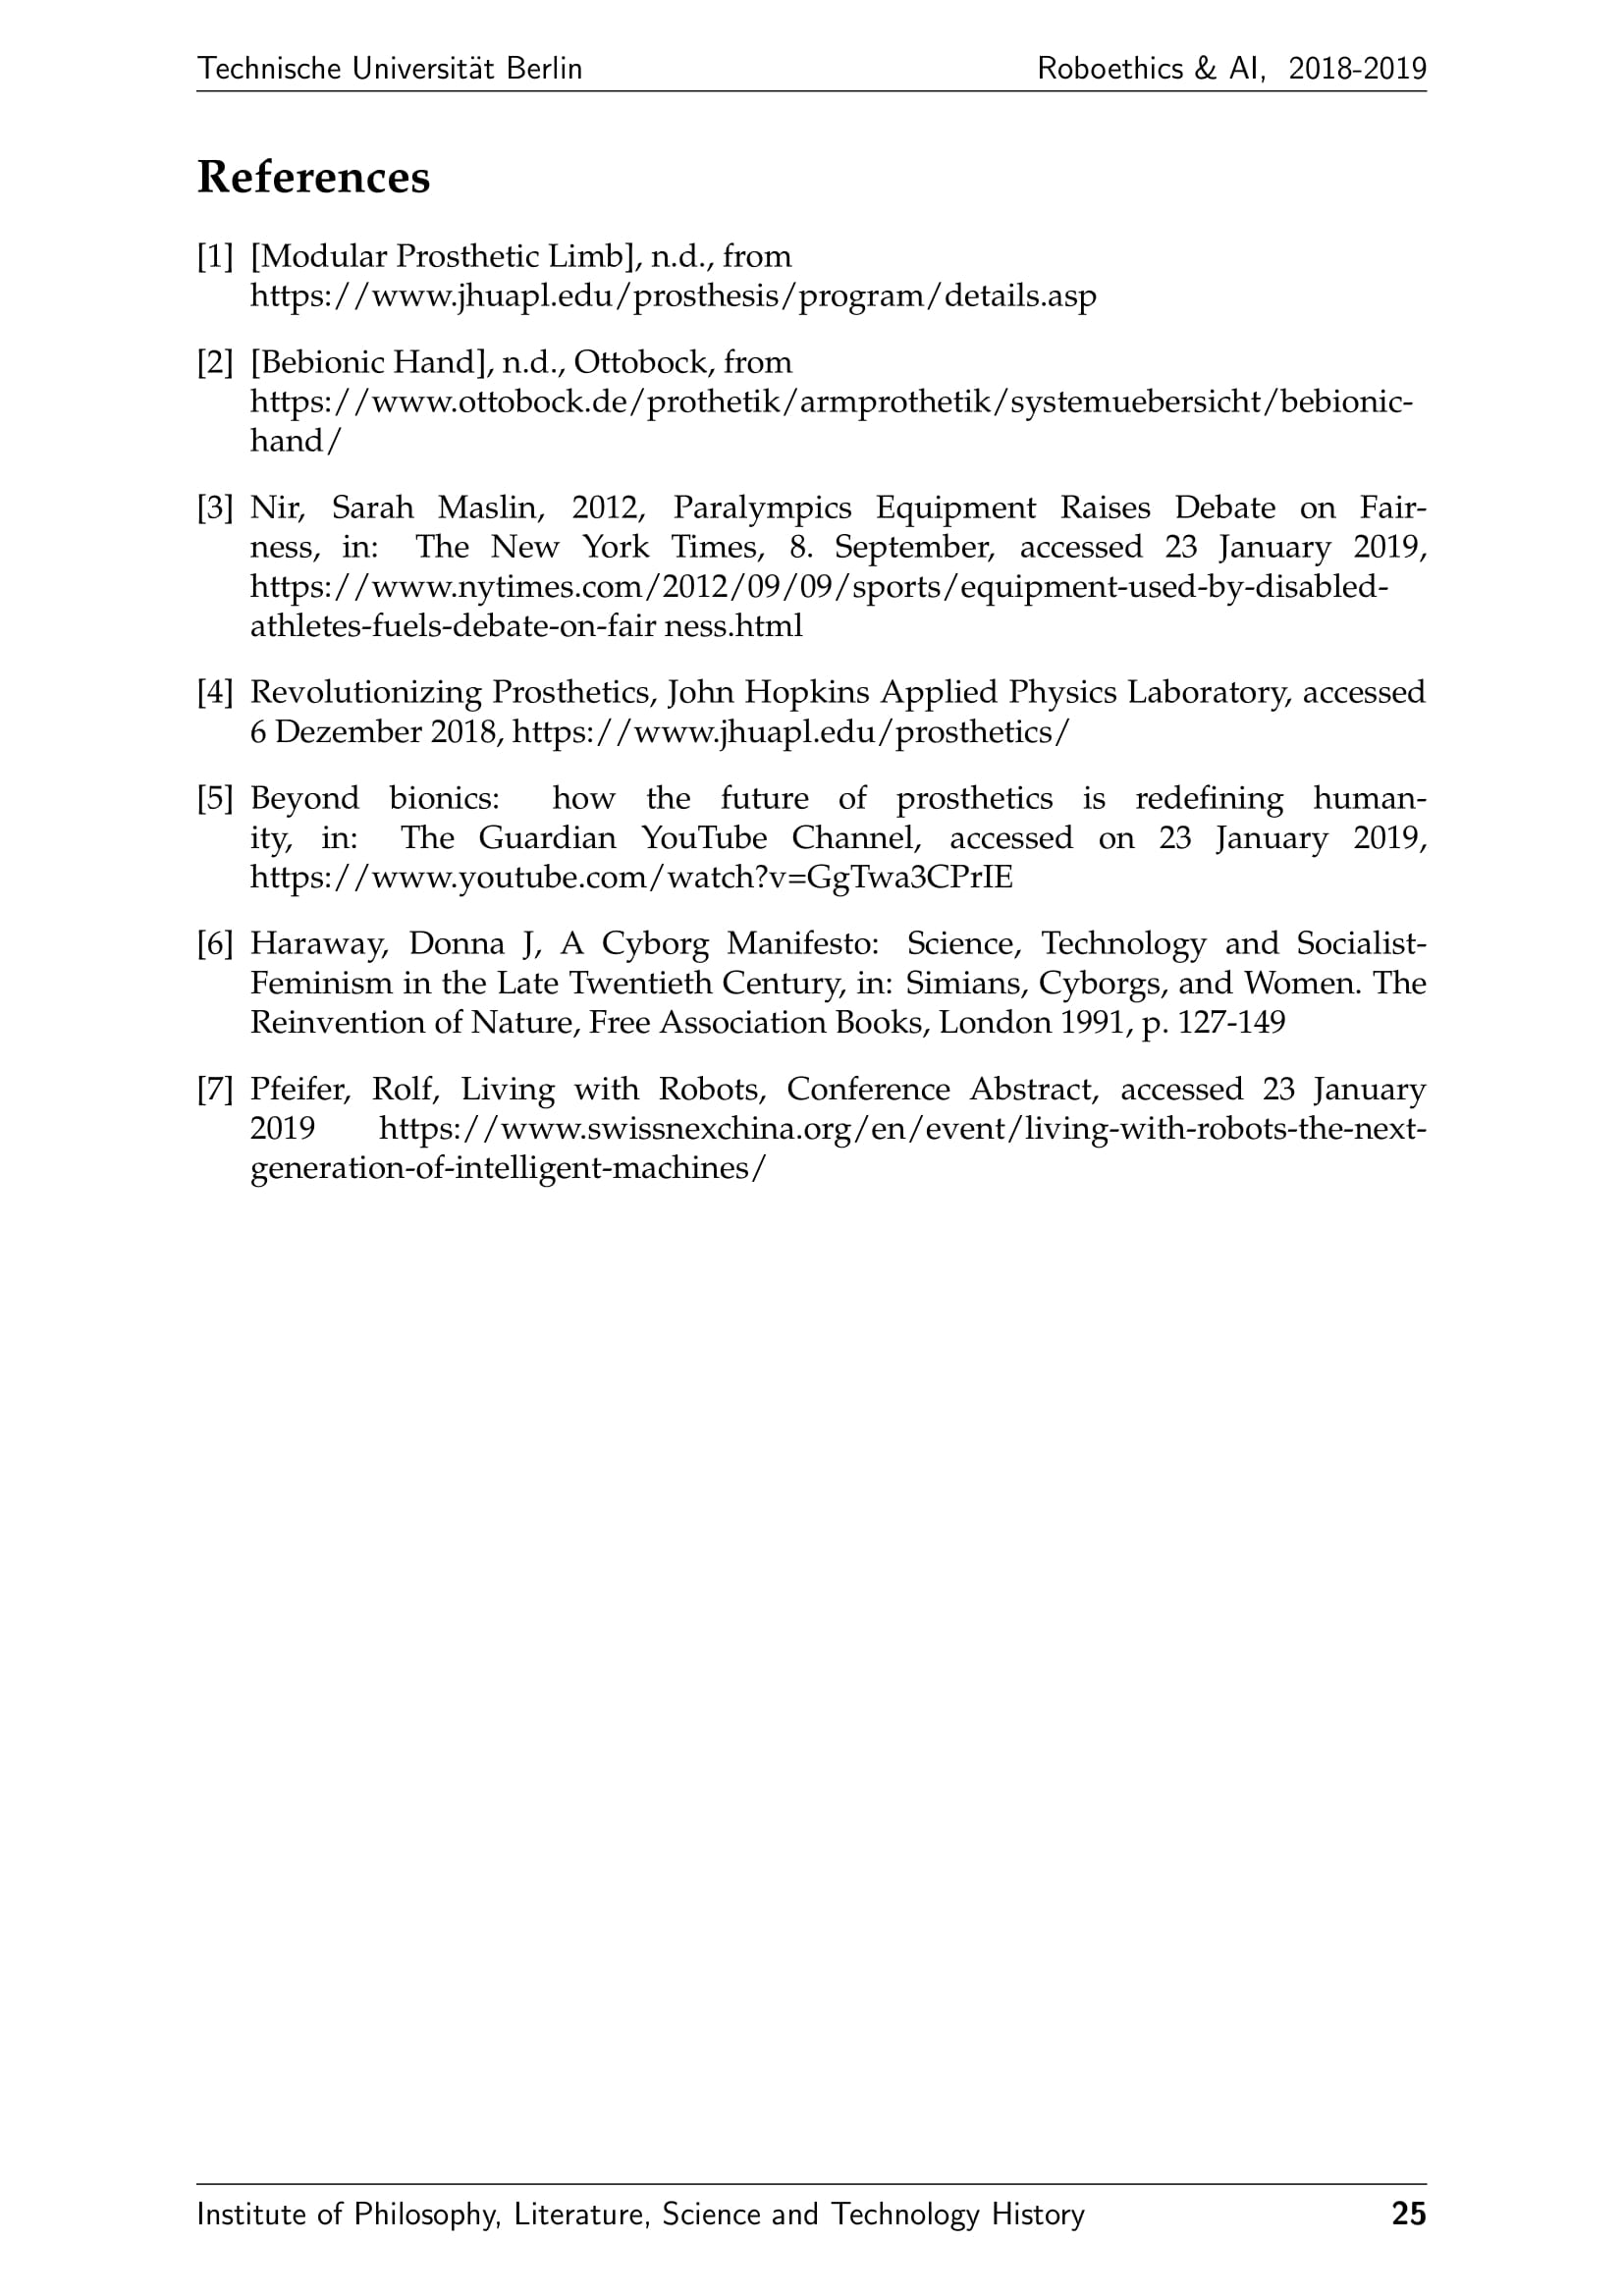 Technische Universität Berlin Roboethics & AI, 2018-2019
References
[1] [Modular Prosthetic Limb], n.d., from
https://www.jhuapl.edu/prosthesis/program/details.asp
[2] [Bebionic Hand], n.d., Ottobock, from
https://www.ottobock.de/prothetik/armprothetik/systemuebersicht/bebionic-
hand/
[3] Nir, Sarah Maslin, 2012, Paralympics Equipment Raises Debate on Fair-
ness, in: The New York Times, 8. September, accessed 23 January 2019,
https://www.nytimes.com/2012/09/09/sports/equipment-used-by-disabled-
athletes-fuels-debate-on-fair ness.html
[4] Revolutionizing Prosthetics, John Hopkins Applied Physics Laboratory, accessed
6 Dezember 2018, https://www.jhuapl.edu/prosthetics/
[5] Beyond bionics: how the future of prosthetics is redefining human-
ity, in: The Guardian YouTube Channel, accessed on 23 January 2019,
https://www.youtube.com/watch?v=GgTwa3CPrIE
[6] Haraway, Donna J, A Cyborg Manifesto: Science, Technology and Socialist-
Feminism in the Late Twentieth Century, in: Simians, Cyborgs, and Women. The
Reinvention of Nature, Free Association Books, London 1991, p. 127-149
[7] Pfeifer, Rolf, Living with Robots, Conference Abstract, accessed 23 January
2019 https://www.swissnexchina.org/en/event/living-with-robots-the-next-
generation-of-intelligent-machines/
Institute of Philosophy, Literature, Science and Technology History 25